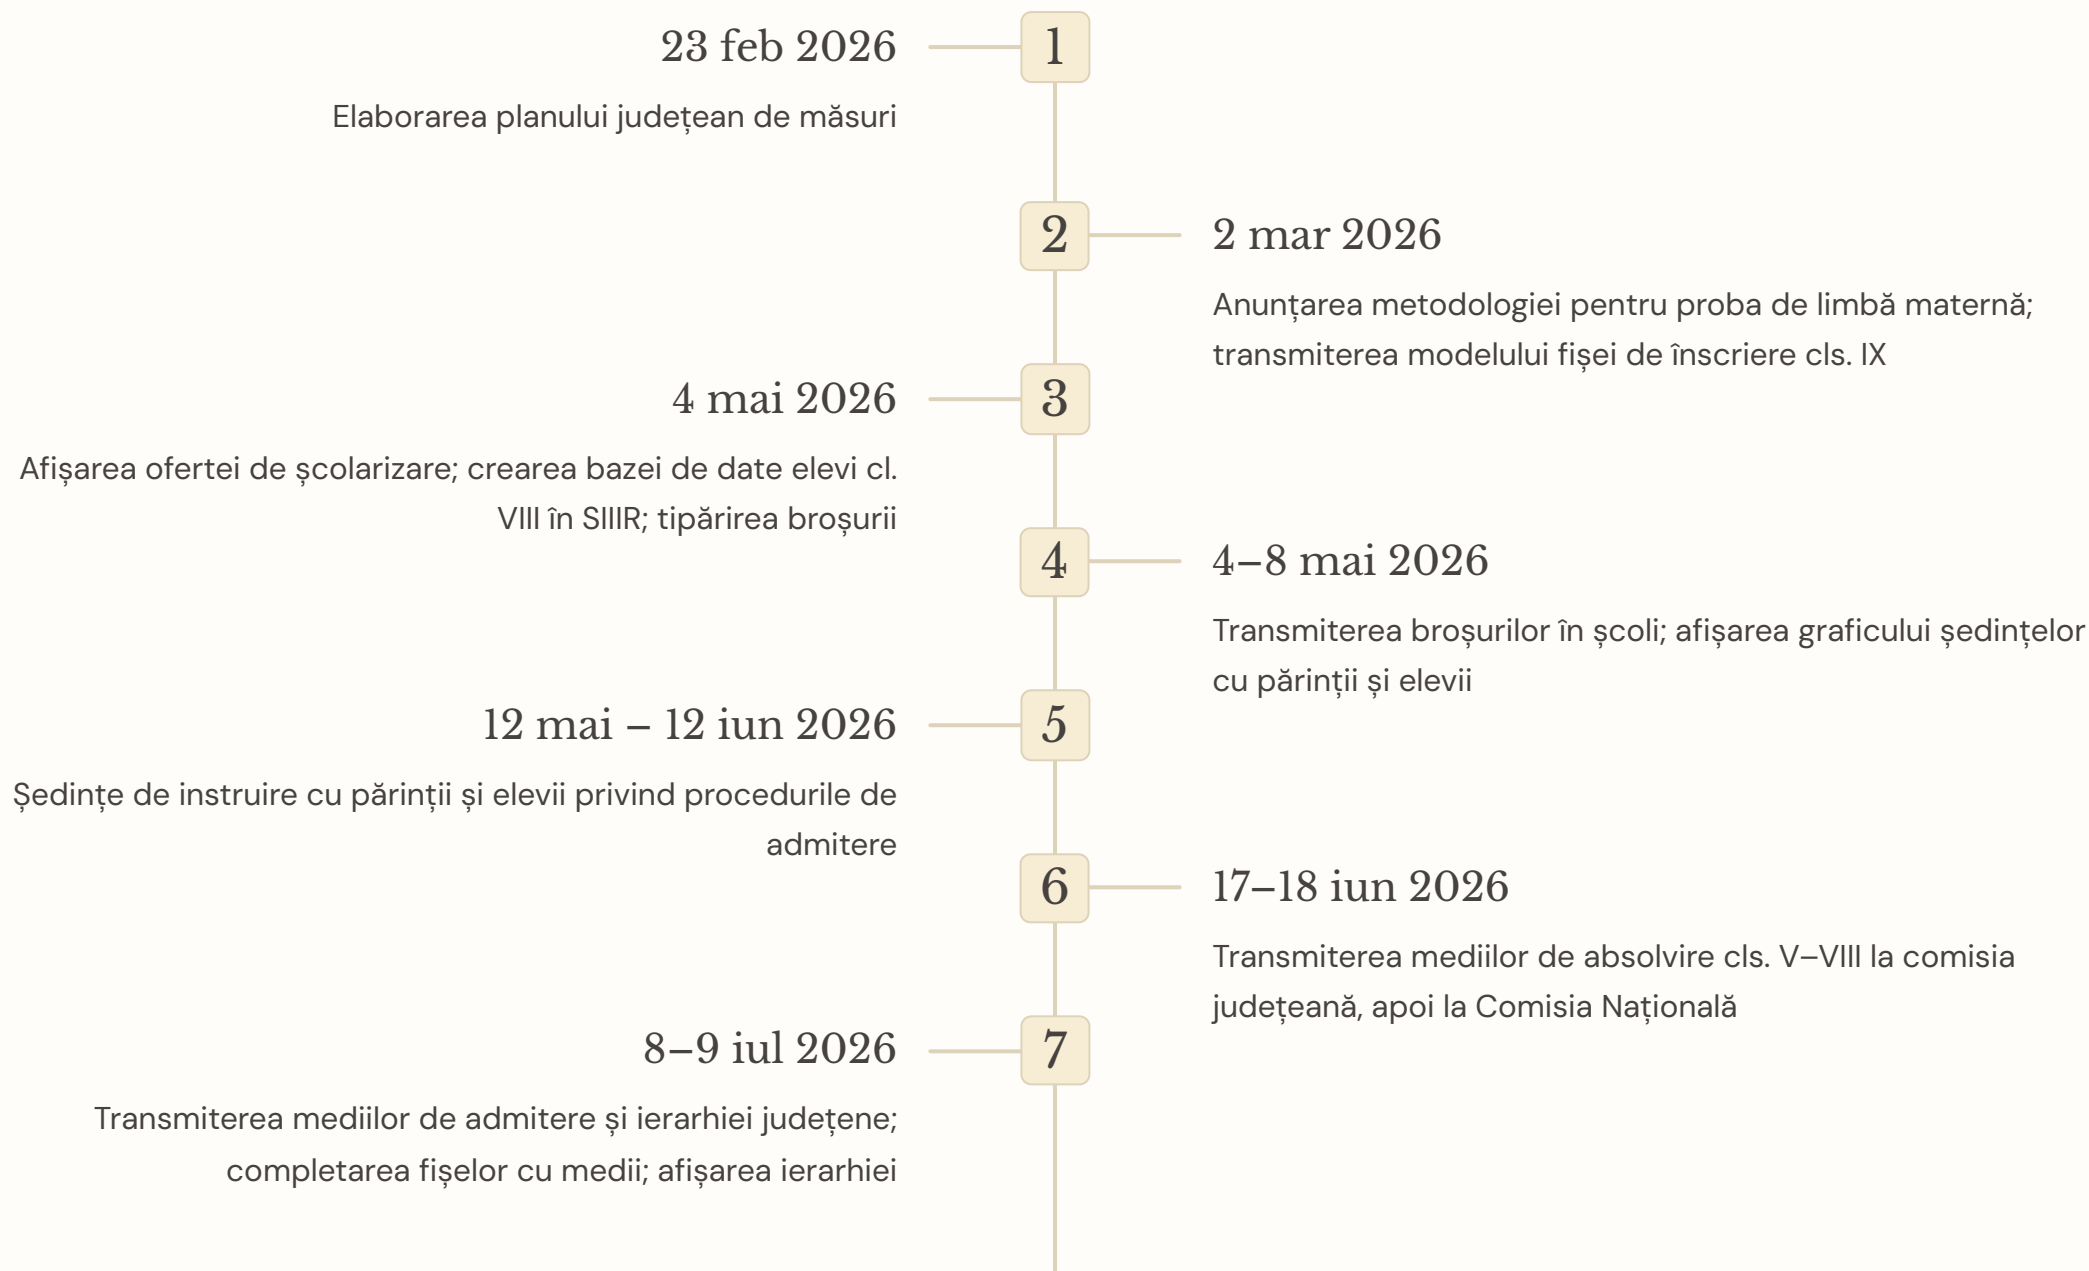 1
23 feb 2026
Elaborarea planului județean de măsuri
2
2 mar 2026
Anunțarea metodologiei pentru proba de limbă maternă;
transmiterea modelului fișei de înscriere cls. IX
3
4 mai 2026
Afișarea ofertei de școlarizare; crearea bazei de date elevi cl.
VIII în SIIIR; tipărirea broșurii
4
4–8 mai 2026
Transmiterea broșurilor în școli; afișarea graficului ședințelor
cu părinții și elevii
5
12 mai – 12 iun 2026
Ședințe de instruire cu părinții și elevii privind procedurile de
admitere
6
17–18 iun 2026
Transmiterea mediilor de absolvire cls. V–VIII la comisia
județeană, apoi la Comisia Națională
7
8–9 iul 2026
Transmiterea mediilor de admitere și ierarhiei județene;
completarea fișelor cu medii; afișarea ierarhiei